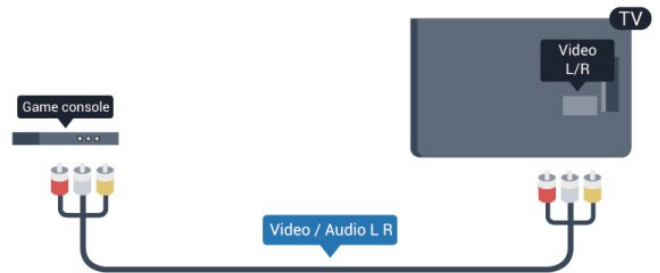 TV
Video
L/R
Game console
Video / Audio L R